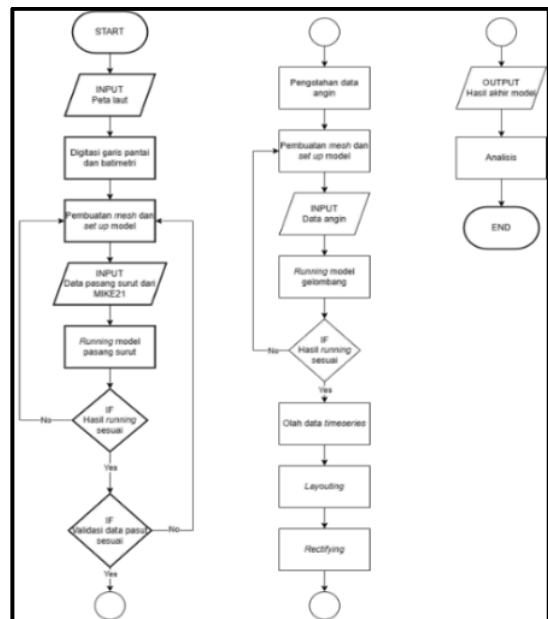 START
INPUT
Peta laut
Digitasi garis pantai
dan batimetri
Pembuatan mesh dan
set up model
INPUT
Data pasang surut dari
MIKE21
Running model
pasang surut
IF
Hasil running
sesuai
No
Yes
IF
Validasi data pasut
sesuai
No
Yes
Pengolahan data
angin
Pembuatan mesh dan
set up model
INPUT
Data angin
Running model
gelombang
IF
Hasil running
sesuai
No
Yes
Olah data timeseries
Layouting
Rectifying
OUTPUT
Hasil akhir model
Analisis
END